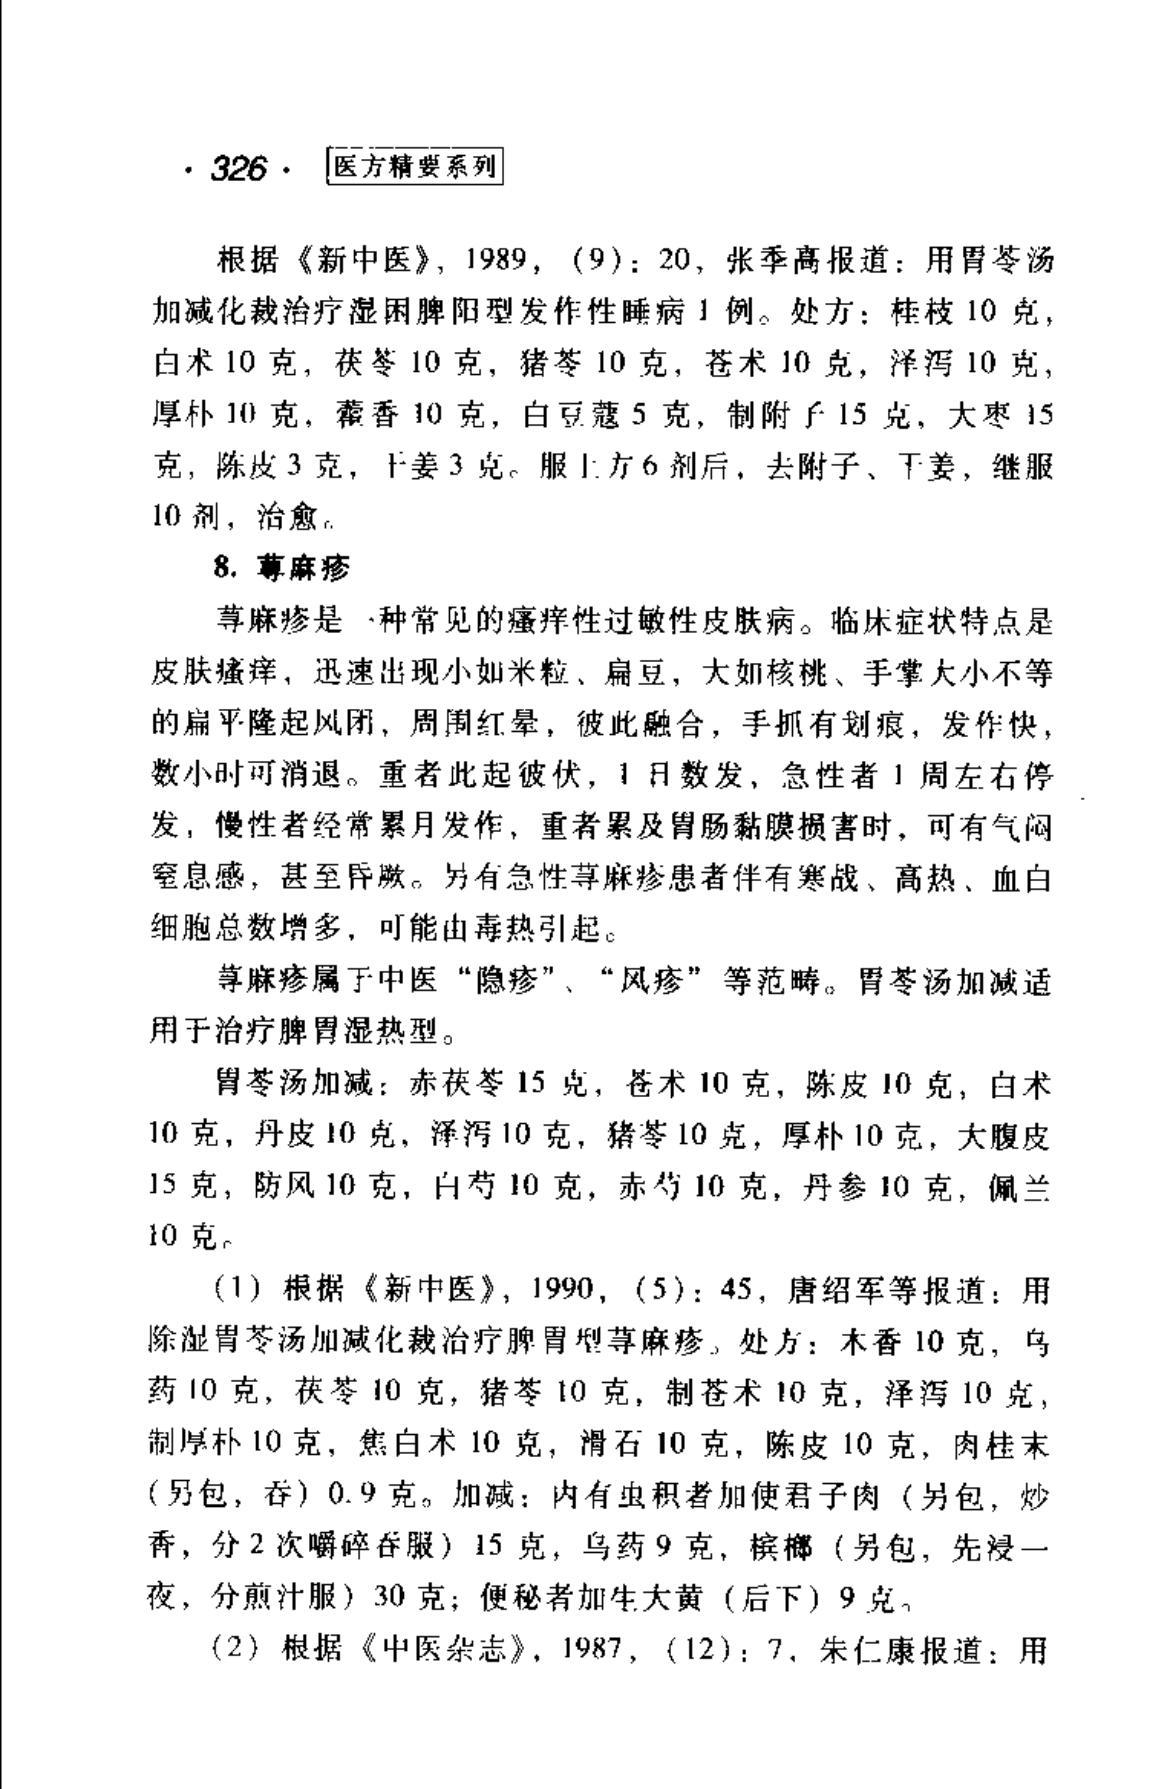 · 326 · 医方精要系列
根据《新中医》，1989，（9）：20，张季高报道：用胃苓汤
加减化裁治疗湿困脾阳型发作性睡病 1 例。处方：桂枝 10 克，
白术 10 克，茯苓 10 克，猪苓 10 克，苍术 10 克，泽泻 10 克，
厚朴 10 克，藿香 10 克，白豆蔻 5 克，制附子 15 克，大枣 15
克，陈皮 3 克，干姜 3 克。服上方 6 剂后，去附子、干姜，继服
10 剂，治愈。
8. 荨麻疹
荨麻疹是一种常见的瘙痒性过敏性皮肤病。临床症状特点是
皮肤瘙痒，迅速出现小如米粒、扁豆，大如核桃、手掌大小不等
的扁平隆起风团，周围红晕，彼此融合，手抓有划痕，发作快，
数小时可消退。重者此起彼伏，1 日数发，急性者 1 周左右停
发，慢性者经常累月发作，重者累及胃肠黏膜损害时，可有气闷
窒息感，甚至昏厥。另有急性荨麻疹患者伴有寒战、高热、血白
细胞总数增多，可能由毒热引起。
荨麻疹属于中医“隐疹”、“风疹”等范畴。胃苓汤加减适
用于治疗脾胃湿热型。
胃苓汤加减：赤茯苓 15 克，苍术 10 克，陈皮 10 克，白术
10 克，丹皮 10 克，泽泻 10 克，猪苓 10 克，厚朴 10 克，大腹皮
15 克，防风 10 克，白芍 10 克，赤芍 10 克，丹参 10 克，佩兰
10 克。
（1）根据《新中医》，1990，（5）：45，唐绍军等报道：用
除湿胃苓汤加减化裁治疗脾胃型荨麻疹。处方：木香 10 克，乌
药 10 克，茯苓 10 克，猪苓 10 克，制苍术 10 克，泽泻 10 克，
制厚朴 10 克，焦白术 10 克，滑石 10 克，陈皮 10 克，肉桂末
（另包，吞）0.9 克。加减：内有虫积者加使君子肉（另包，炒
香，分 2 次嚼碎吞服）15 克，乌药 9 克，槟榔（另包，先浸一
夜，分煎汁服）30 克；便秘者加生大黄（后下）9 克。
（2）根据《中医杂志》，1987，（12）：7，朱仁康报道：用